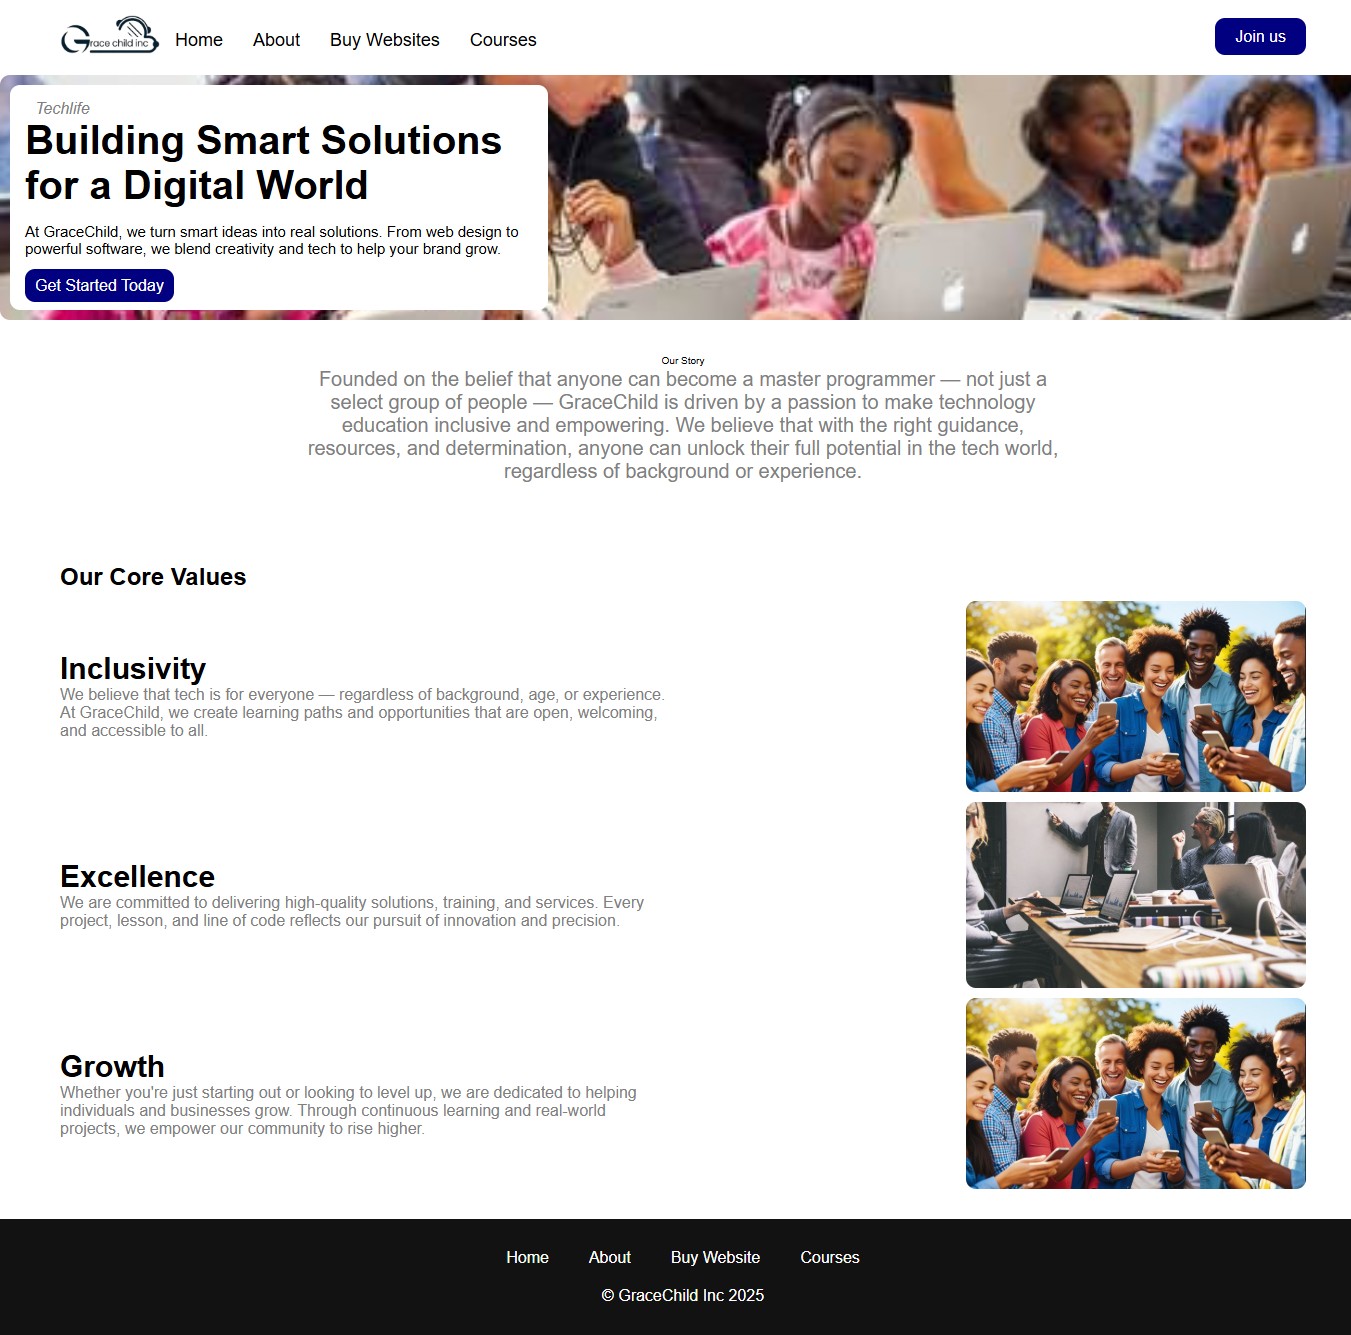 Grace child inc
Home
About
Buy Websites
Courses
Join us
Techlife
Building Smart Solutions
for a Digital World
At GraceChild, we turn smart ideas into real solutions. From web design to
powerful software, we blend creativity and tech to help your brand grow.
Get Started Today
Our Story
Founded on the belief that anyone can become a master programmer — not just a
select group of people — GraceChild is driven by a passion to make technology
education inclusive and empowering. We believe that with the right guidance,
resources, and determination, anyone can unlock their full potential in the tech world,
regardless of background or experience.
Our Core Values
Inclusivity
We believe that tech is for everyone — regardless of background, age, or experience.
At GraceChild, we create learning paths and opportunities that are open, welcoming,
and accessible to all.
Excellence
We are committed to delivering high-quality solutions, training, and services. Every
project, lesson, and line of code reflects our pursuit of innovation and precision.
Growth
Whether you're just starting out or looking to level up, we are dedicated to helping
individuals and businesses grow. Through continuous learning and real-world
projects, we empower our community to rise higher.
Home
About
Buy Website
Courses
© GraceChild Inc 2025